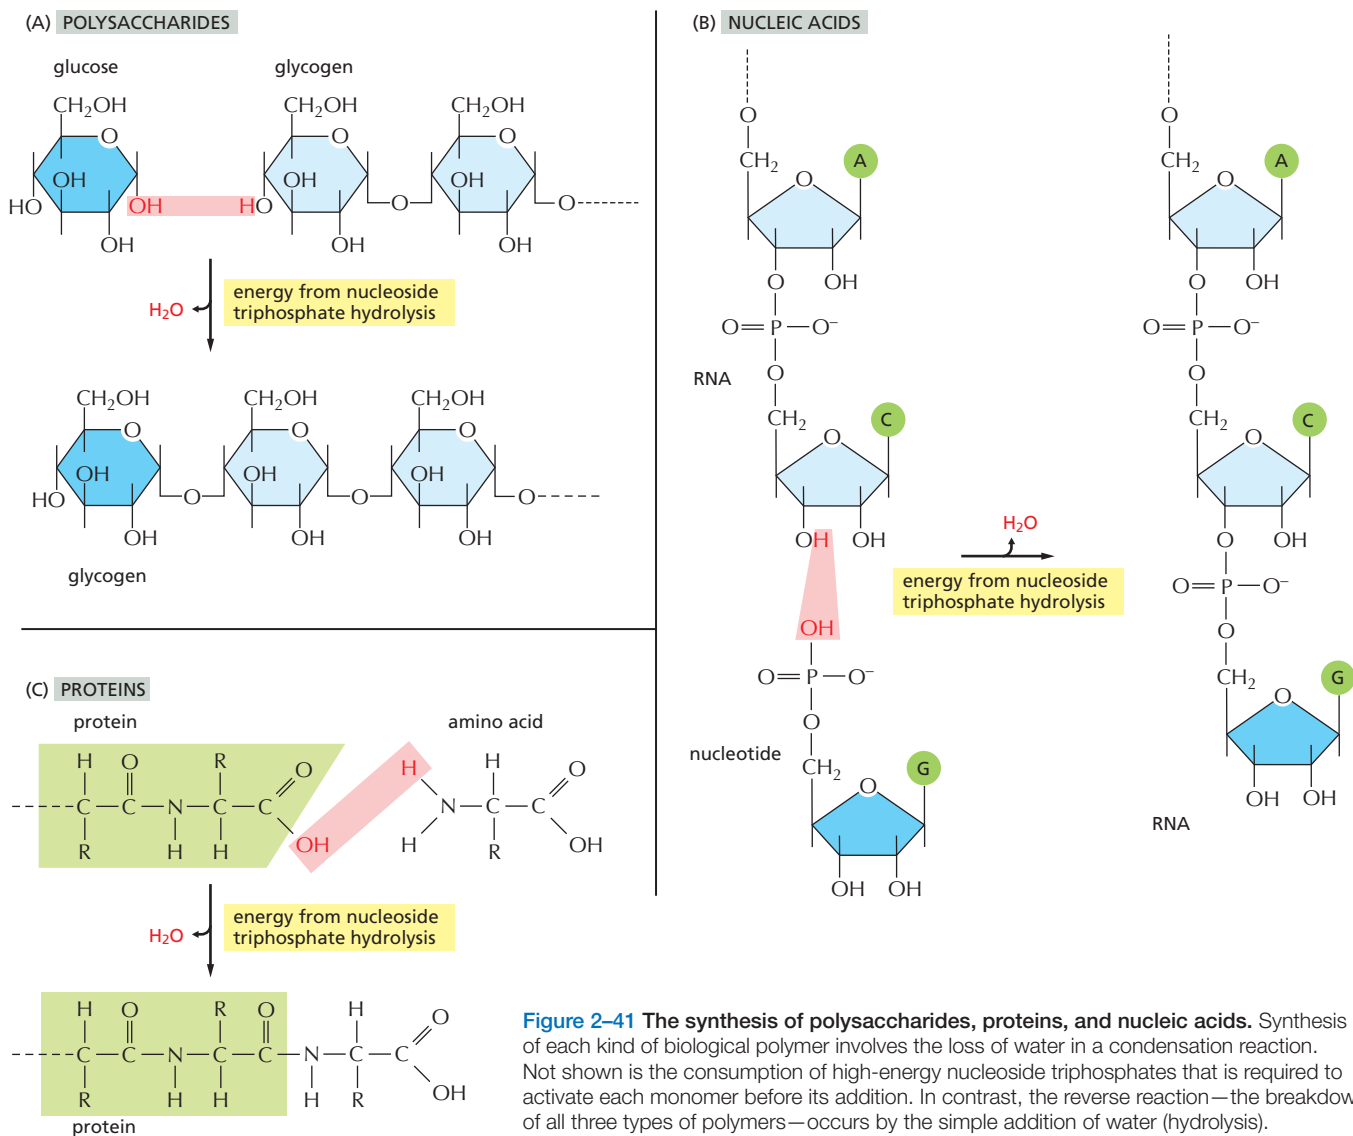 (A) POLYSACCHARIDES
glucose
glycogen
CH2OH
CH2OH
CH2OH
O
O
O
OH
OH
OH
HO
OH
HO
O
O
OH
OH
OH
H2O
energy from nucleoside
triphosphate hydrolysis
CH2OH
CH2OH
CH2OH
O
O
O
OH
OH
OH
HO
O
O
O
OH
OH
OH
glycogen
(B) NUCLEIC ACIDS
O
CH2
A
O
O
OH
O=P—O–
O
RNA
CH2
C
O
OH
OH
OH
O=P—O–
O
nucleotide
CH2
G
O
OH
OH
H2O
energy from nucleoside
triphosphate hydrolysis
O
CH2
A
O
O
OH
O=P—O–
O
CH2
C
O
O
OH
O=P—O–
O
CH2
G
O
OH
OH
RNA
(C) PROTEINS
protein
amino acid
H
O
R
O
H
H
O
C—C—N—C—C
N—C—C
R
H
H
OH
H
R
OH
H2O
energy from nucleoside
triphosphate hydrolysis
H
O
R
O
H
O
C—C—N—C—C—N—C—C
R
H
H
H
R
OH
protein
Figure 2–41 The synthesis of polysaccharides, proteins, and nucleic acids. Synthesis
of each kind of biological polymer involves the loss of water in a condensation reaction.
Not shown is the consumption of high-energy nucleoside triphosphates that is required to
activate each monomer before its addition. In contrast, the reverse reaction—the breakdow
of all three types of polymers—occurs by the simple addition of water (hydrolysis).